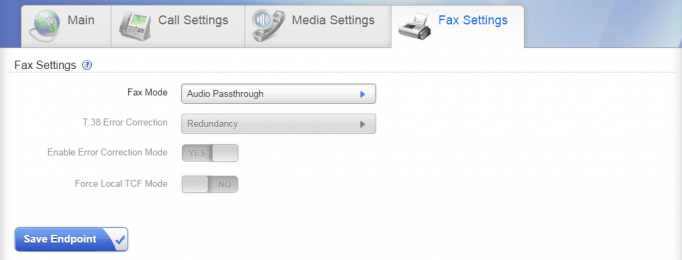 Main Call Settings Media Settings Fax Settings
Fax Settings ?
Fax Mode Audio Passthrough
T.38 Error Correction Redundancy
Enable Error Correction Mode YES
Force Local TCF Mode NO
Save Endpoint